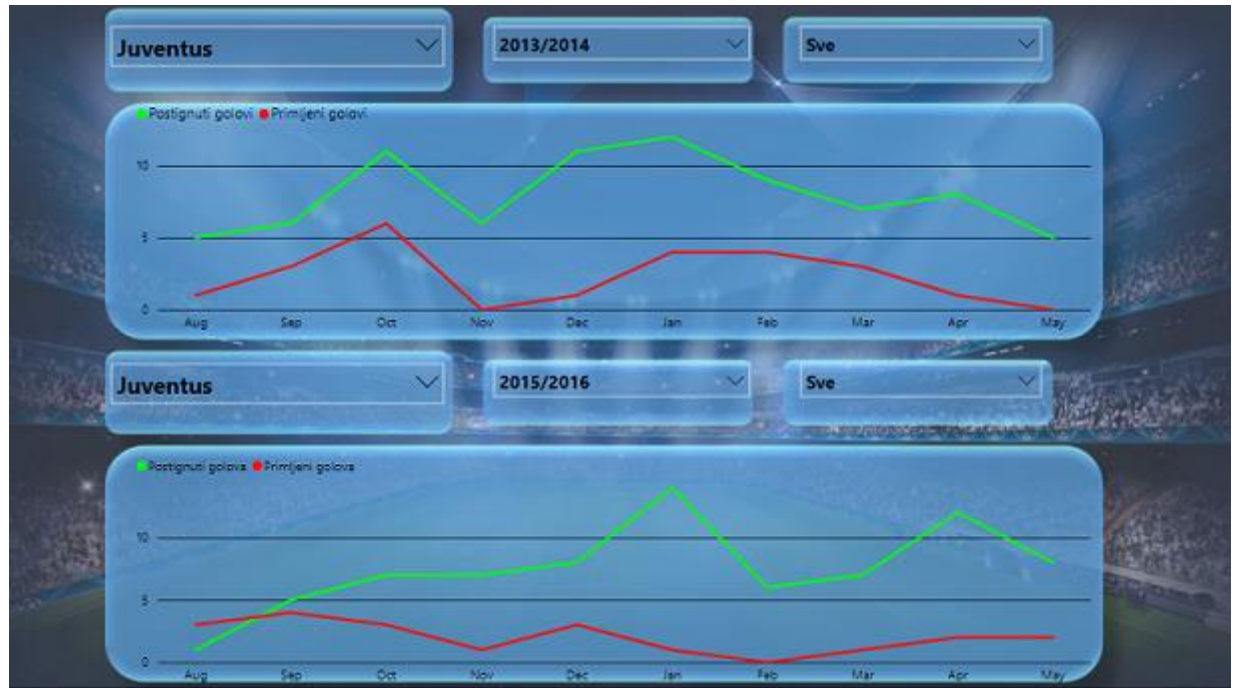 Juventus
2013/2014
Sve
Postignuti golovi Primljeni golovi
10
5
0
Aug Sep Oct Nov Dec Jan Feb Mar Apr May
Juventus
2015/2016
Sve
Postignuti golova Primljeni golova
10
5
0
Aug Sep Oct Nov Dec Jan Feb Mar Apr May